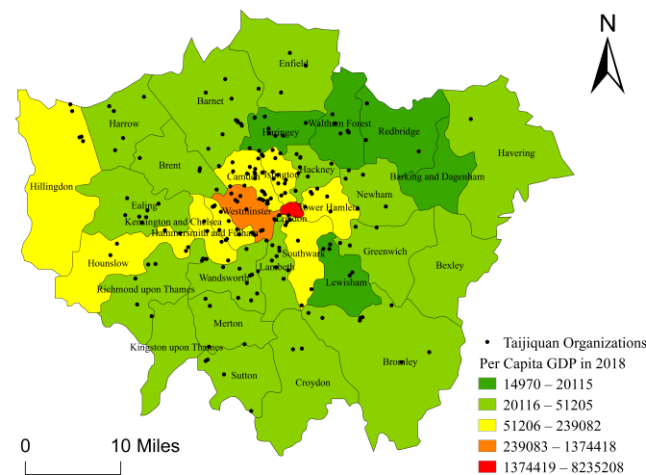 N
Enfield
Barnet
Harrow
Haringey
Waltham Forest
Redbridge
Havering
Brent
Camden
Islington
Hackney
Barking and Dagenham
Hillingdon
Newham
Ealing
Westminster
Tower Hamlets
Kensington and Chelsea
London
Hammersmith and Fulham
Hounslow
Southwark
Greenwich
Bexley
Lambeth
Wandsworth
Lewisham
Richmond upon Thames
Merton
Kingston upon Thames
Sutton
Croydon
Bromley
Taijiquan Organizations
Per Capita GDP in 2018
14970 – 20115
20116 – 51205
51206 – 239082
239083 – 1374418
1374419 – 8235208
0 10 Miles